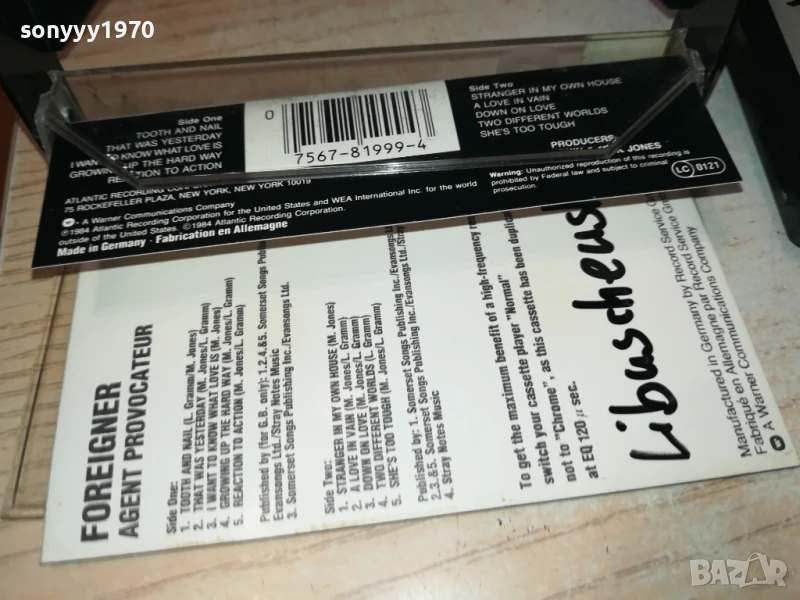 sonyyy1970
Side One
TOOTH AND NAIL
THAT WAS YESTERDAY
I WANT TO KNOW WHAT LOVE IS
GROWING UP THE HARD WAY
REACTION TO ACTION
0
7567-81999-4
Side Two
STRANGER IN MY OWN HOUSE
A LOVE IN VAIN
DOWN ON LOVE
TWO DIFFERENT WORLDS
SHE'S TOO TOUGH
PRODUCERS
JONES
ATLANTIC RECORDING
75 ROCKEFELLER PLAZA, NEW YORK, NEW YORK 10019
A Warner Communications Company
℗1984 Atlantic Recording Corporation for the United States and WEA International Inc. for the world
outside of the United States. ©1984 Atlantic Recording Corporation.
Made in Germany · Fabrication en Allemagne
Warning: Unauthorized reproduction of this recording is
prohibited by Federal law and subject to criminal
prosecution.
LC 0121
FOREIGNER
AGENT PROVOCATEUR
Side One:
1. TOOTH AND NAIL (L. Gramm/M. Jones)
2. THAT WAS YESTERDAY (M. Jones/L. Gramm)
3. I WANT TO KNOW WHAT LOVE IS (M. Jones)
4. GROWING UP THE HARD WAY (M. Jones/L. Gramm)
5. REACTION TO ACTION (M. Jones/L. Gramm)
Published by (for G.B. only): 1.2.4.&5. Somerset Songs Publishing Inc./
Evansongs Ltd./Stray Notes Music
3. Somerset Songs Publishing Inc./Evansongs Ltd.
Side Two:
1. STRANGER IN MY OWN HOUSE (M. Jones)
2. A LOVE IN VAIN (M. Jones/L. Gramm)
3. DOWN ON LOVE (M. Jones/L. Gramm)
4. TWO DIFFERENT WORLDS (L. Gramm)
5. SHE'S TOO TOUGH (M. Jones/L. Gramm)
Published by: 1. Somerset Songs Publishing Inc./Evansongs
2.3.&5. Somerset Songs Publishing Inc./Evansongs Ltd./Stray
4. Stray Notes Music
To get the maximum benefit of a high-frequency
switch your cassette player "Normal"
not to "Chrome", as this cassette has been
at EQ 120 µ sec.
Manufactured in Germany by Record Service
Fabriqué en Allemagne par Record Service
A Warner Communications Company
BAZAR